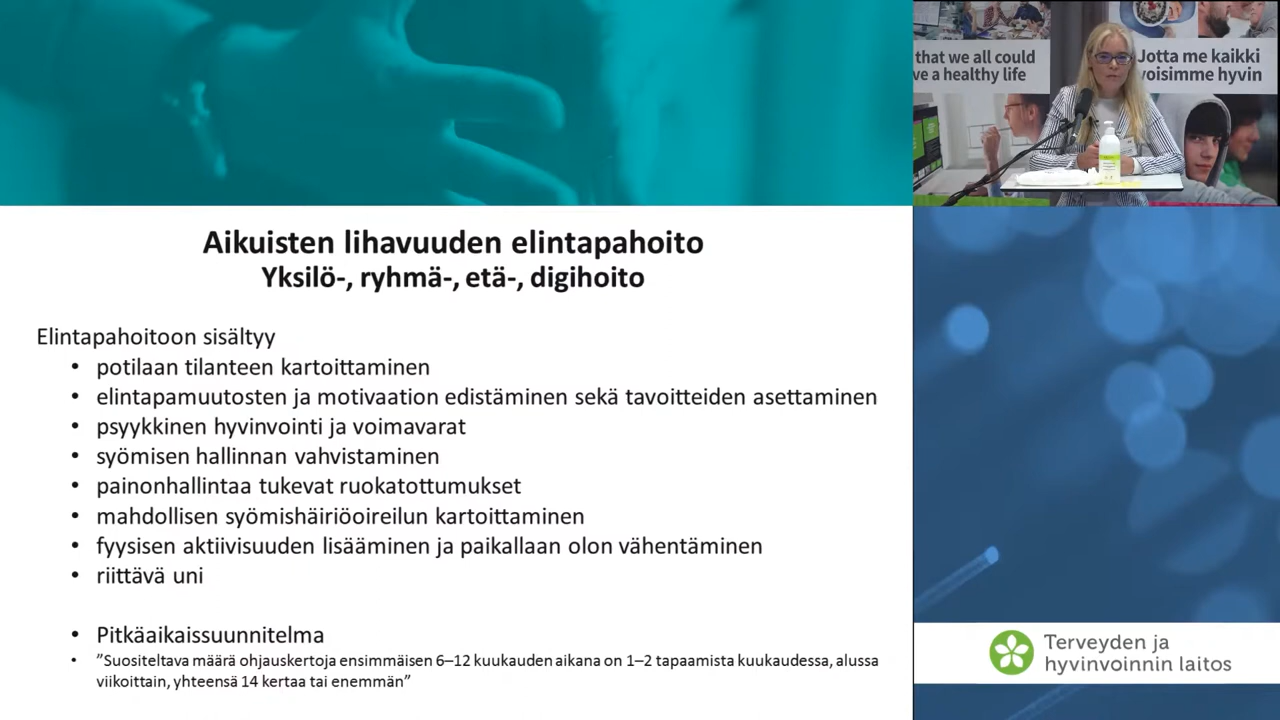 that we all could
ve a healthy life
Jotta me kaikki
voisimme hyvin
Aikuisten lihavuuden elintapahoito
Yksilö-, ryhmä-, etä-, digihoito
Elintapahoitoon sisältyy
• potilaan tilanteen kartoittaminen
• elintapamuutosten ja motivaation edistäminen sekä tavoitteiden asettaminen
• psyykkinen hyvinvointi ja voimavarat
• syömisen hallinnan vahvistaminen
• painonhallintaa tukevat ruokatottumukset
• mahdollisen syömishäiriöoireilun kartoittaminen
• fyysisen aktiivisuuden lisääminen ja paikallaan olon vähentäminen
• riittävä uni
• Pitkäaikaissuunnitelma
• ”Suositeltava määrä ohjauskertoja ensimmäisen 6–12 kuukauden aikana on 1–2 tapaamista kuukaudessa, alussa
viikoittain, yhteensä 14 kertaa tai enemmän”
Terveyden ja
hyvinvoinnin laitos